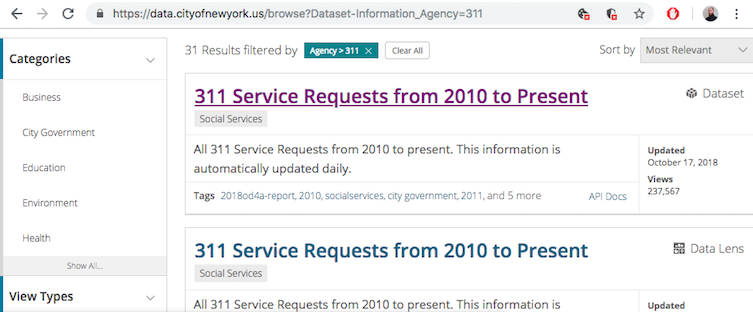 https://data.cityofnewyork.us/browse?Dataset-Information_Agency=311
Categories
Business
City Government
Education
Environment
Health
Show All...
View Types
31 Results filtered by Agency > 311 × Clear All
Sort by Most Relevant
311 Service Requests from 2010 to Present
Dataset
Social Services
All 311 Service Requests from 2010 to present. This information is
automatically updated daily.
Updated
October 17, 2018
Views
237,567
Tags 2018od4a-report, 2010, socialservices, city government, 2011, and 5 more
API Docs
311 Service Requests from 2010 to Present
Data Lens
Social Services
All 311 Service Requests from 2010 to present. This information is
Updated